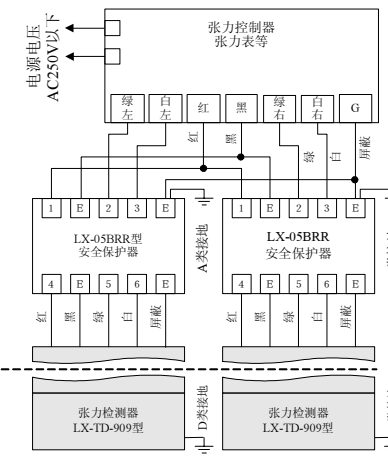 电源电压
AC250V以下
张力控制器
张力表等
绿左
白左
红
黑
绿右
白右
G
红
黑
绿
白
屏蔽
1 E 2 3 E
LX-05BRR型
安全保护器
4 E 5 6 E
A类接地
1 E 2 3 E
LX-05BRR
安全保护器
4 E 5 6 E
红 黑 绿 白 屏蔽
红 黑 绿 白 屏蔽
张力检测器
LX-TD-909型
D类接地
张力检测器
LX-TD-909型